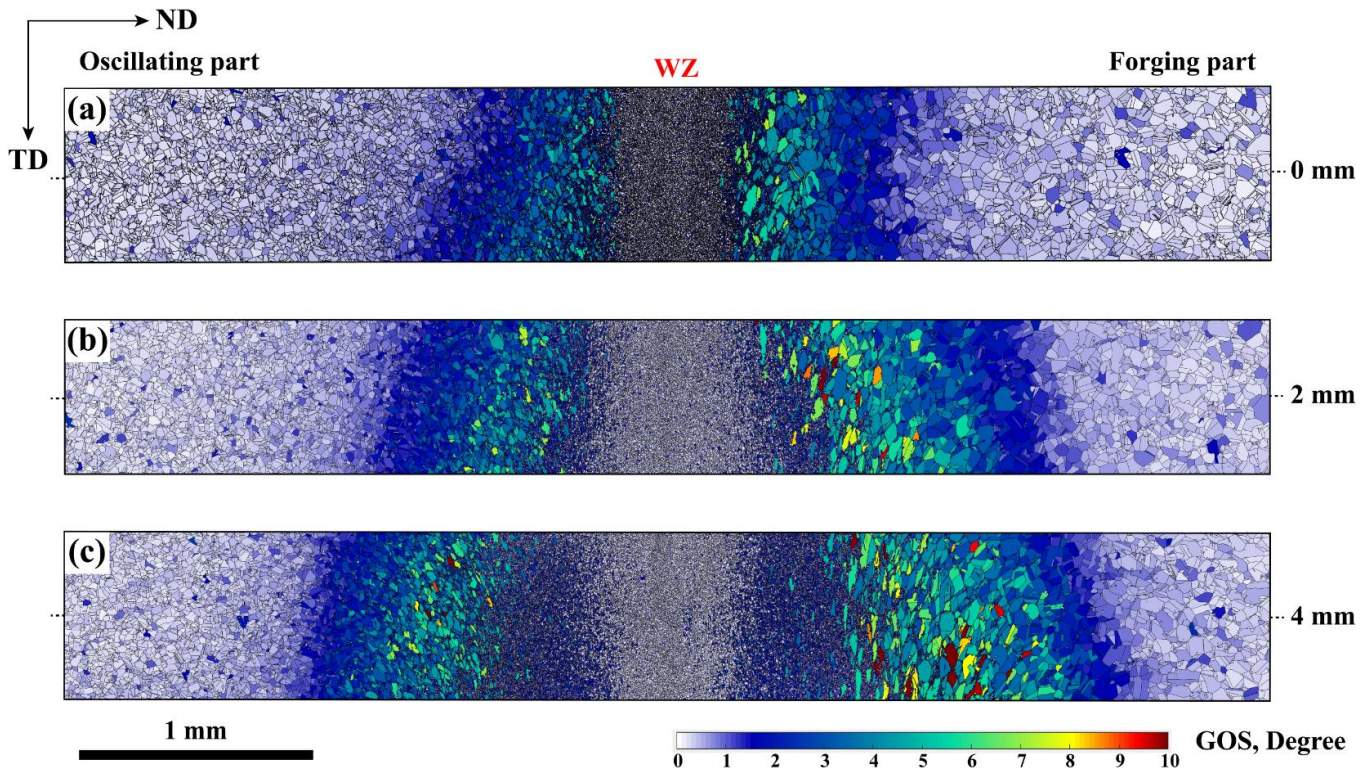 ND
Oscillating part
WZ
Forging part
(a)
TD
0 mm
(b)
2 mm
(c)
4 mm
1 mm
0 1 2 3 4 5 6 7 8 9 10
GOS, Degree